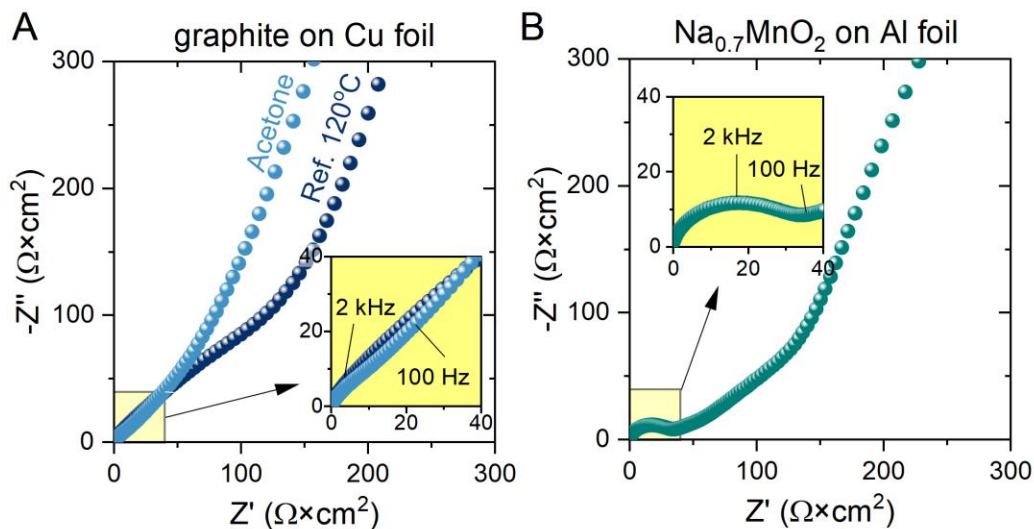 A
graphite on Cu foil
300
200
100
0
-Z'' (Ω×cm²)
Acetone
Ref. 120ºC
40
20
0
2 kHz
100 Hz
0 20 40
0 100 200 300
Z' (Ω×cm²)
B
Na₀.₇MnO₂ on Al foil
300
200
100
0
-Z'' (Ω×cm²)
40
20
0
2 kHz
100 Hz
0 20 40
0 100 200 300
Z' (Ω×cm²)